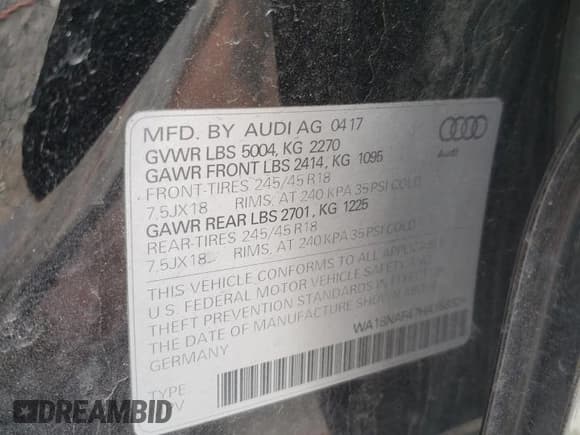 MFD. BY AUDI AG 04 17
GVWR LBS 5004, KG 2270
GAWR FRONT LBS 2414, KG 1095
FRONT-TIRES 245/45 R18
7.5JX18 RIMS, AT 240 KPA 35 PSI COLD
GAWR REAR LBS 2701, KG 1225
REAR-TIRES 245/45 R18
7.5JX18 RIMS, AT 240 KPA 35 PSI COLD
THIS VEHICLE CONFORMS TO ALL APPLICABLE
U.S. FEDERAL MOTOR VEHICLE SAFETY AND
THEFT PREVENTION STANDARDS IN EFFECT ON
THE DATE OF MANUFACTURE SHOWN ABOVE
GERMANY
TYPE
Audi
DREAMBID